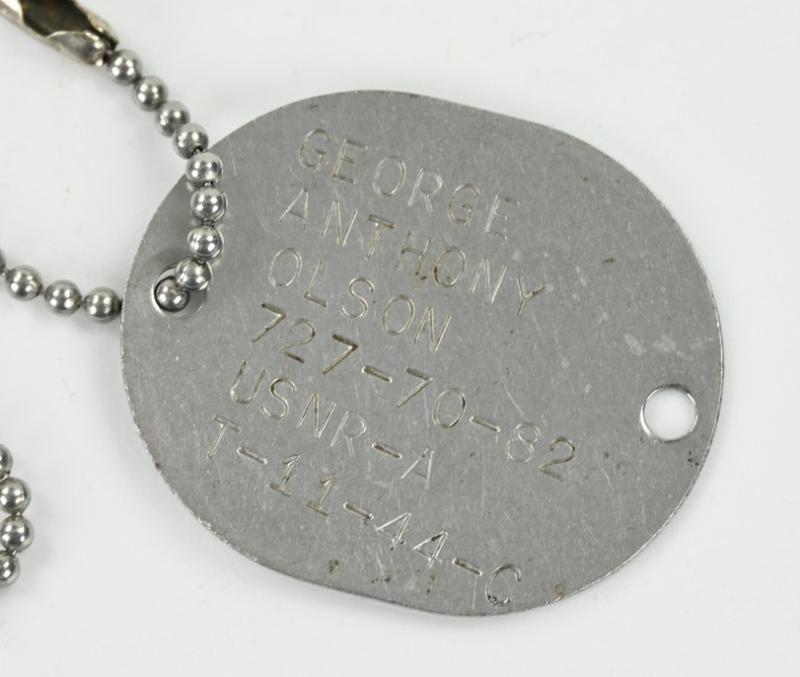 GEORGE
ANTHONY
OLSON
727-70-82
USNR-A
T-11-44-C